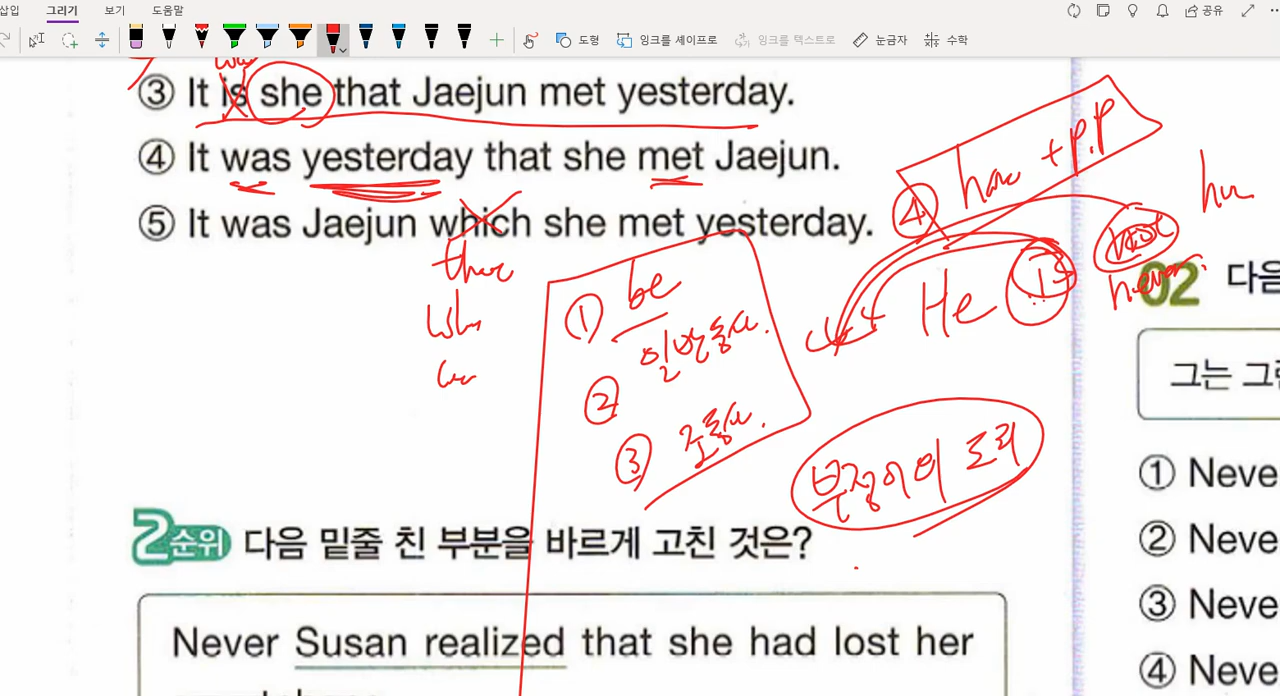 삽입 그리기 보기 도움말 공유
도형 잉크를 셰이프로 잉크를 텍스트로 눈금자 수학
③ It is she that Jaejun met yesterday.
④ It was yesterday that she met Jaejun.
⑤ It was Jaejun which she met yesterday.
④ have + p.p
He is
never
① be
② 일반동사.
③ 조동사.
부정어의 도치
2순위 다음 밑줄 친 부분을 바르게 고친 것은?
Never Susan realized that she had lost her
02 다음
그는 그
① Neve
② Neve
③ Neve
④ Neve